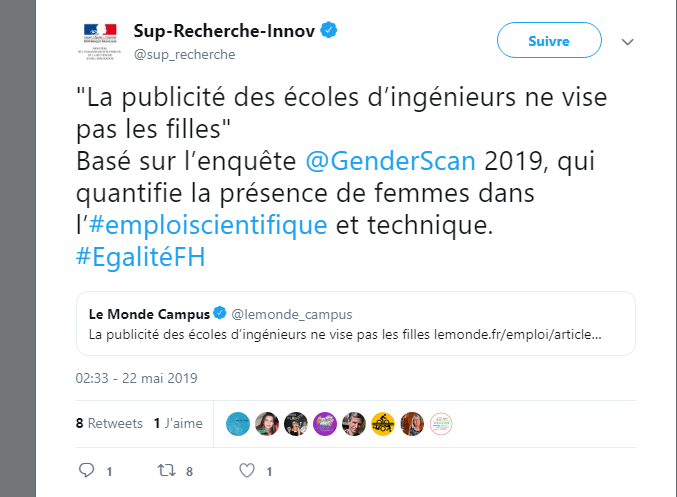 Sup-Recherche-Innov
@sup_recherche
Suivre
"La publicité des écoles d’ingénieurs ne vise
pas les filles"
Basé sur l’enquête @GenderScan 2019, qui
quantifie la présence de femmes dans
l’#emploiscientifique et technique.
#EgalitéFH
Le Monde Campus @lemonde_campus
La publicité des écoles d’ingénieurs ne vise pas les filles lemonde.fr/emploi/article...
02:33 - 22 mai 2019
8 Retweets 1 J'aime
1 8 1